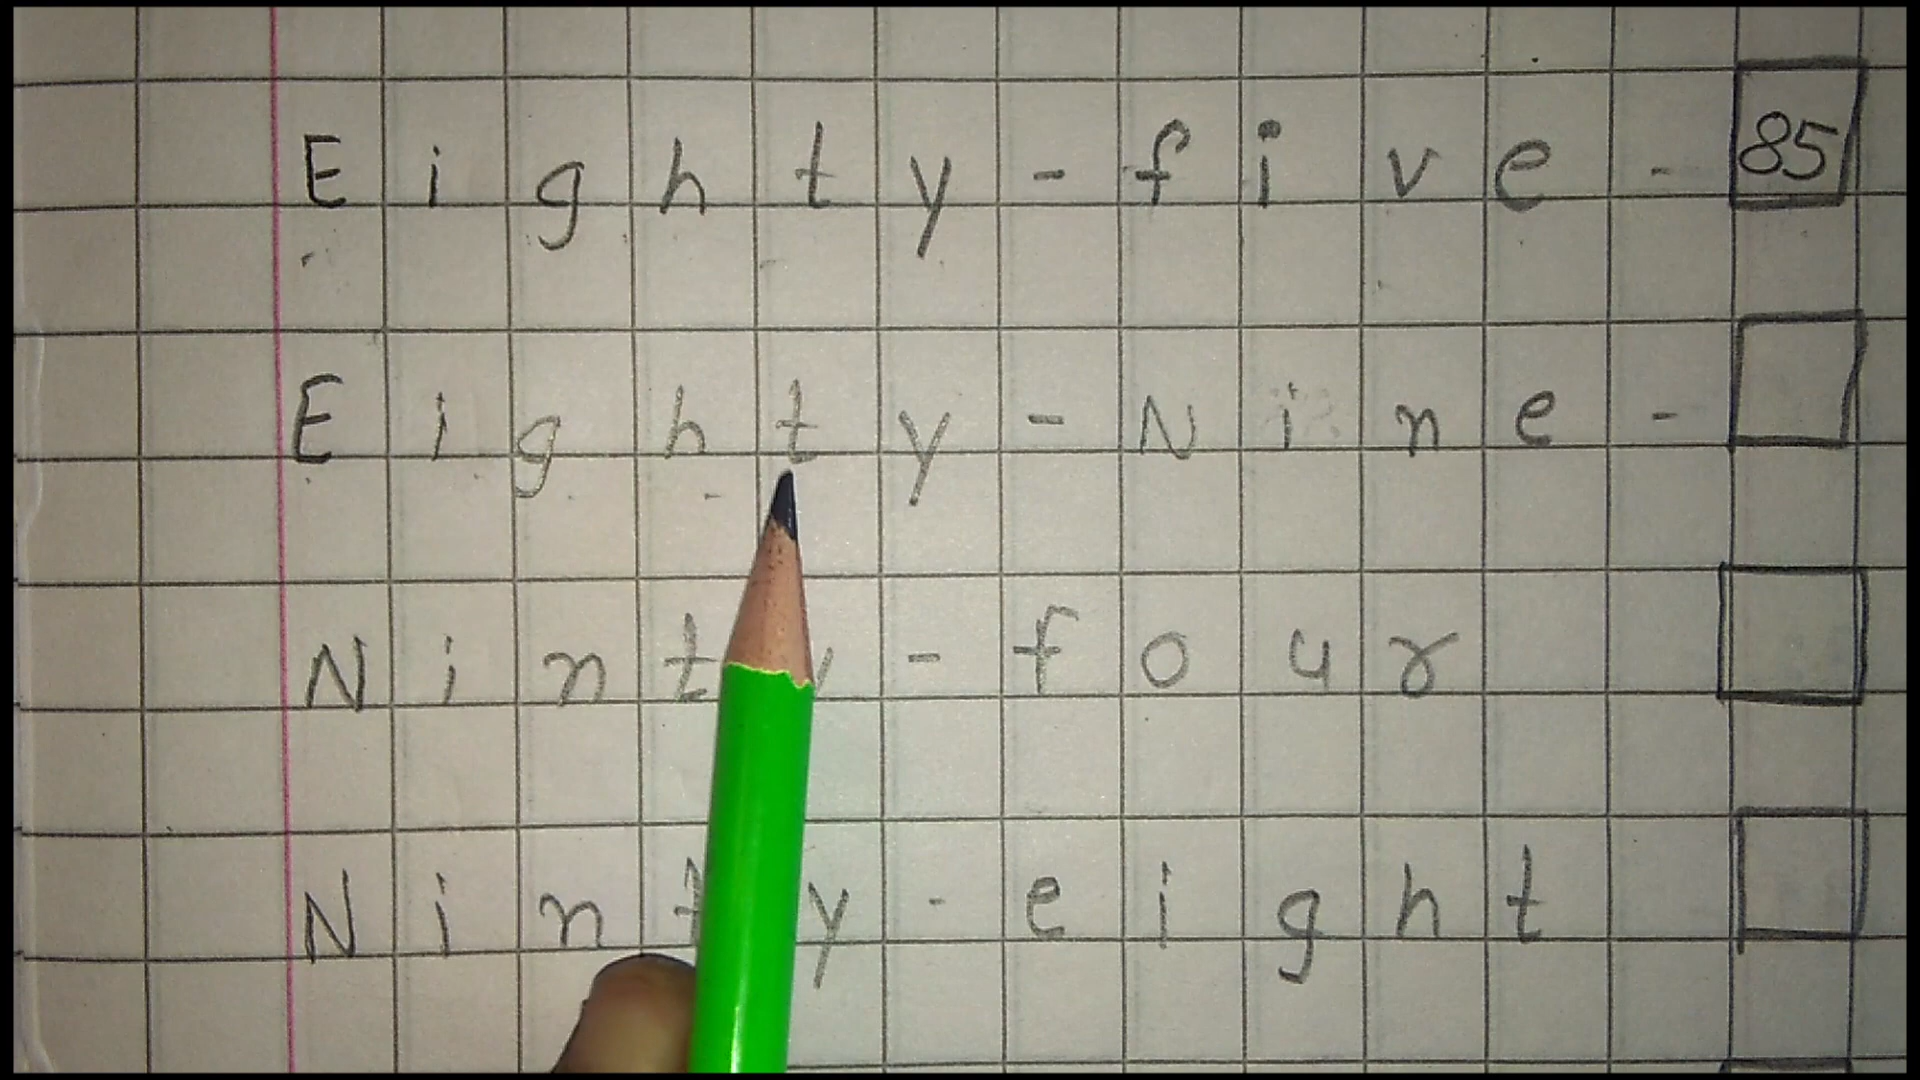 Eighty-five - 85
Eighty-Nine -
Ninty-four
Ninty-eight